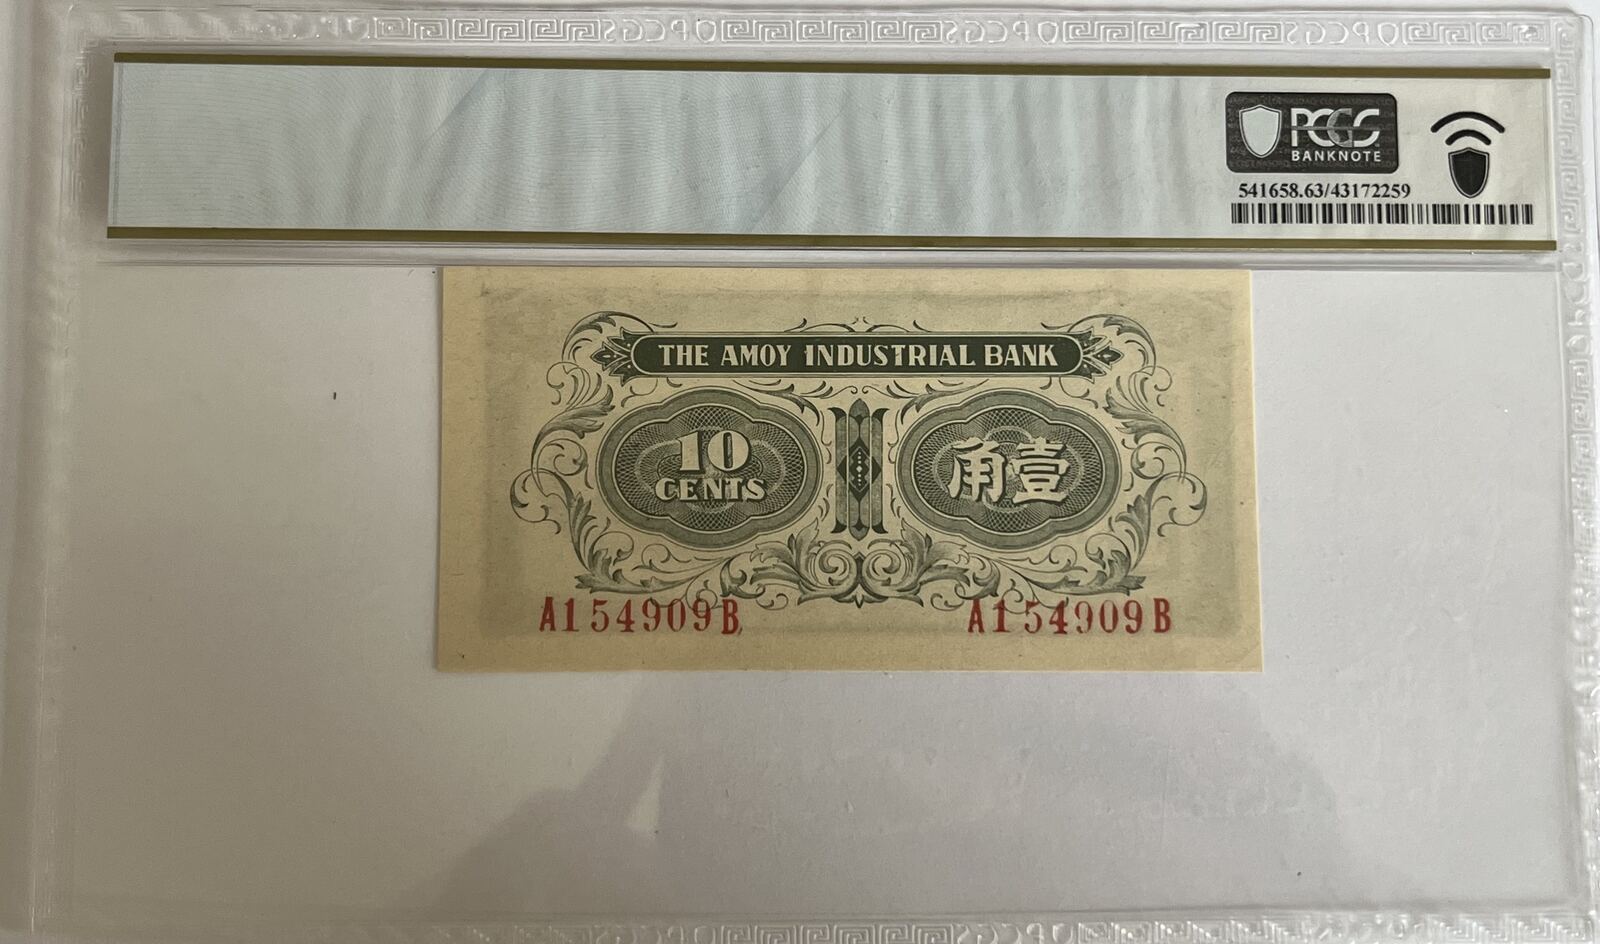 PCGS
BANKNOTE
541658.63/43172259
THE AMOY INDUSTRIAL BANK
10
CENTS
角壹
A154909B
A154909B